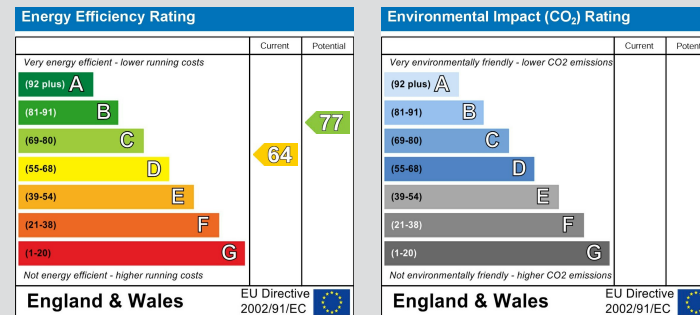 Energy Efficiency Rating
Current Potential
Very energy efficient - lower running costs
(92 plus) A
(81-91) B
(69-80) C
(55-68) D
(39-54) E
(21-38) F
(1-20) G
64
77
Not energy efficient - higher running costs
England & Wales
EU Directive
2002/91/EC
Environmental Impact (CO₂) Rating
Current Poten
Very environmentally friendly - lower CO2 emissions
(92 plus) A
(81-91) B
(69-80) C
(55-68) D
(39-54) E
(21-38) F
(1-20) G
Not environmentally friendly - higher CO2 emissions
England & Wales
EU Directive
2002/91/EC